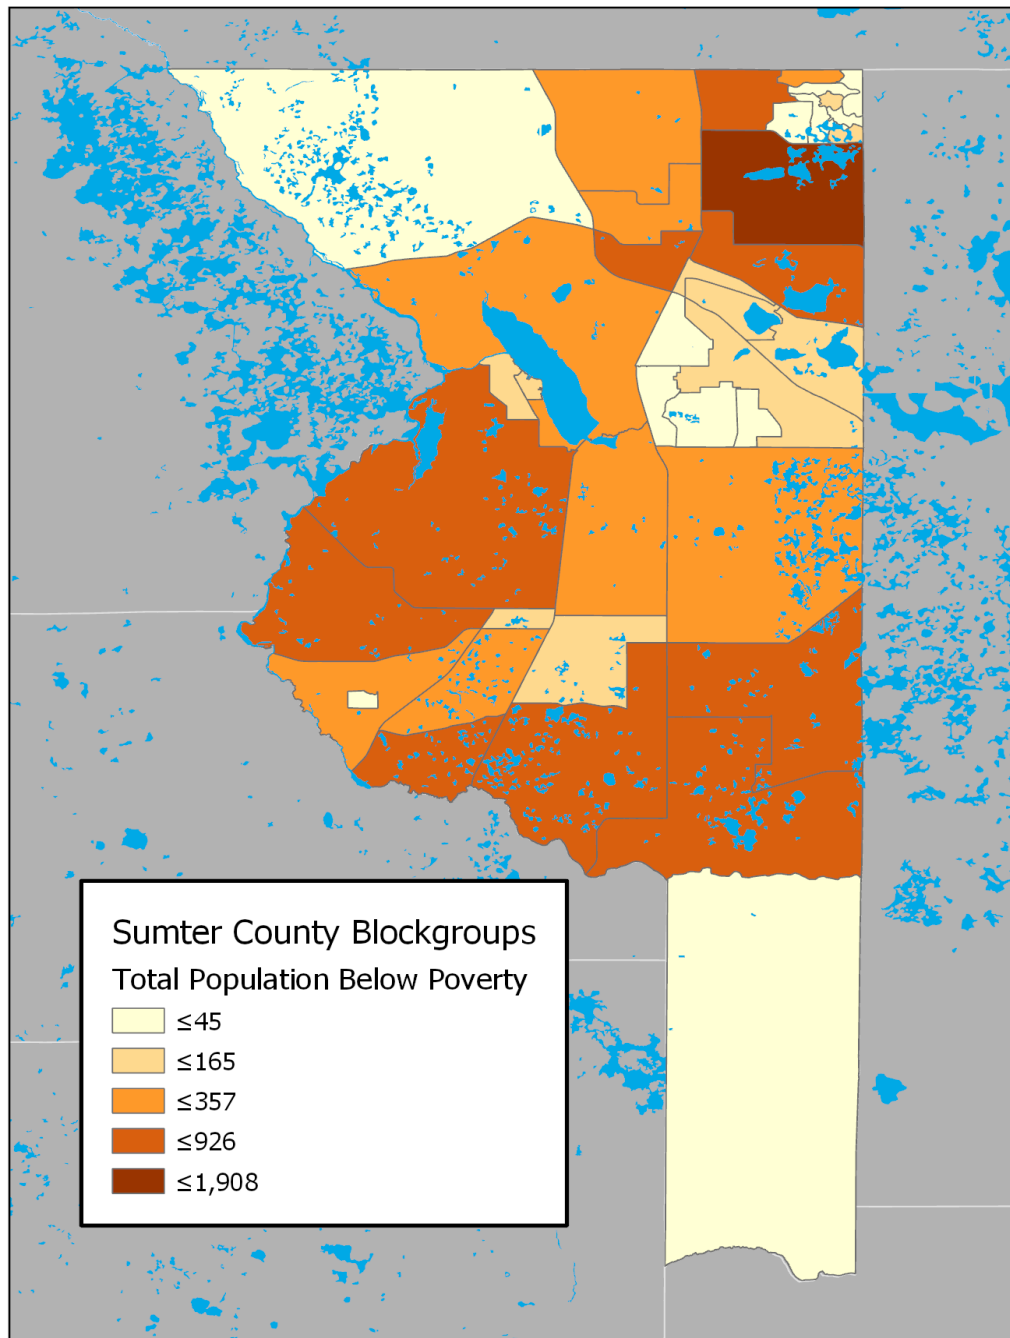 Sumter County Blockgroups
Total Population Below Poverty
≤45
≤165
≤357
≤926
≤1,908